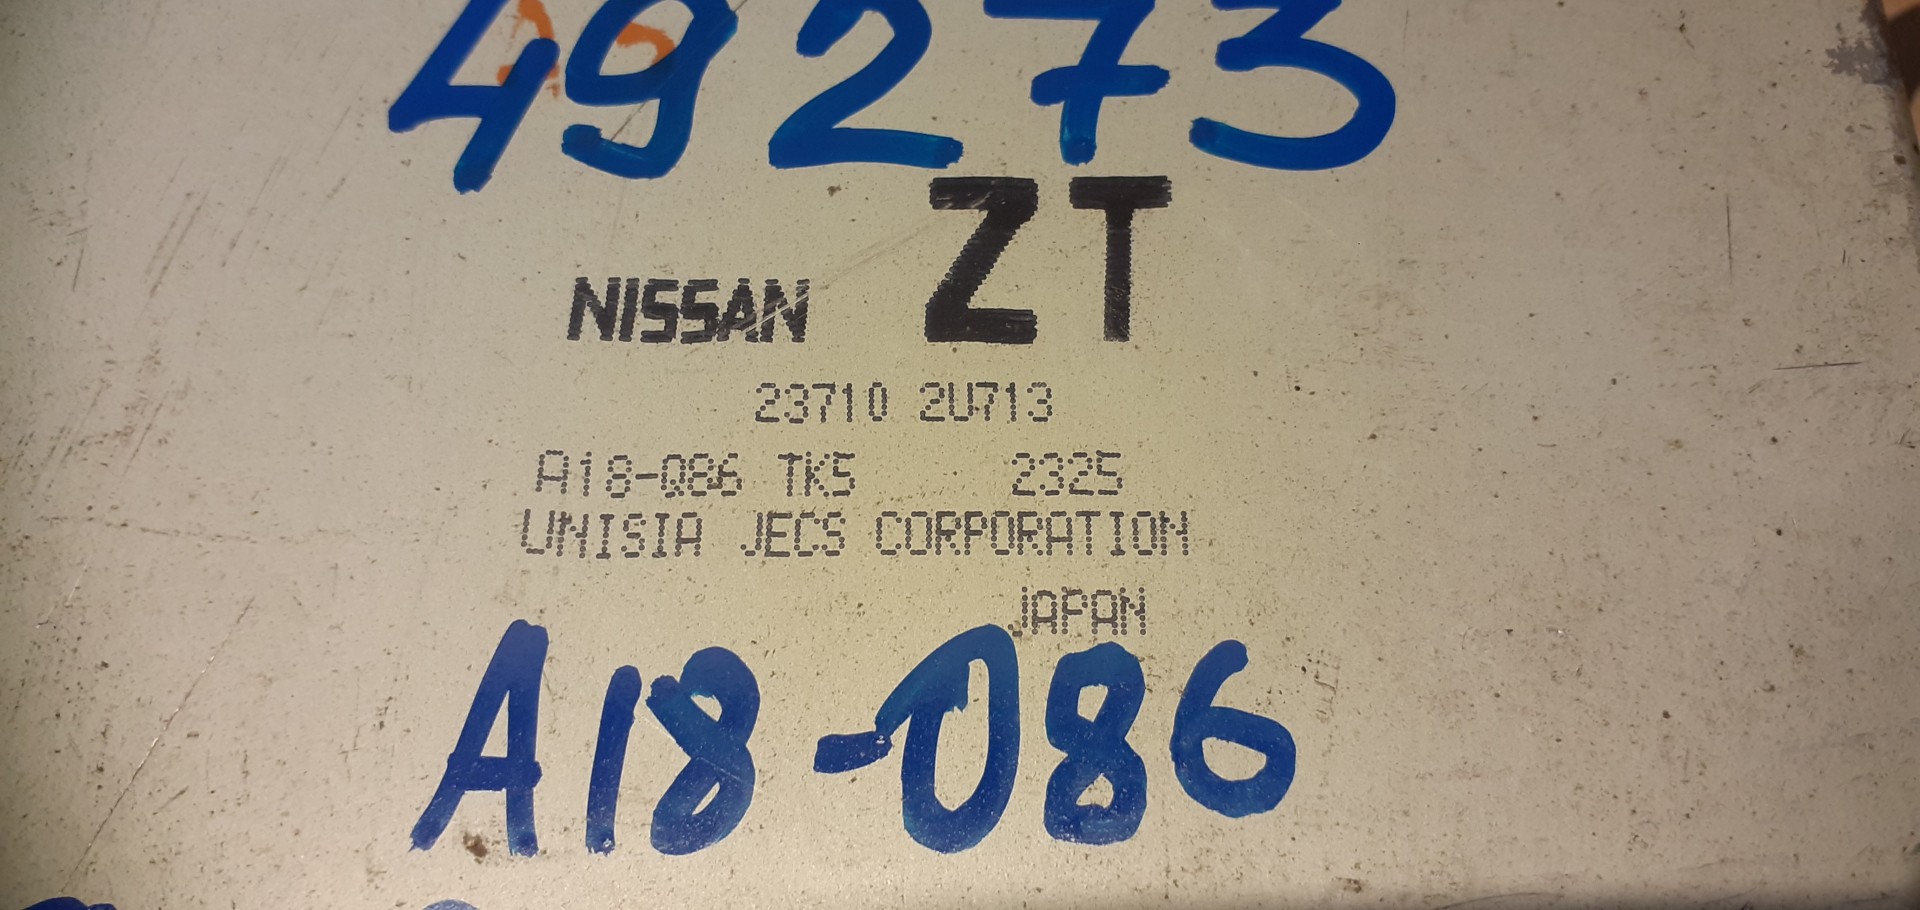 49273
NISSAN ZT
23710 2U713
A18-Q86 TK5 2325
UNISIA JECS CORPORATION
JAPAN
A18-086